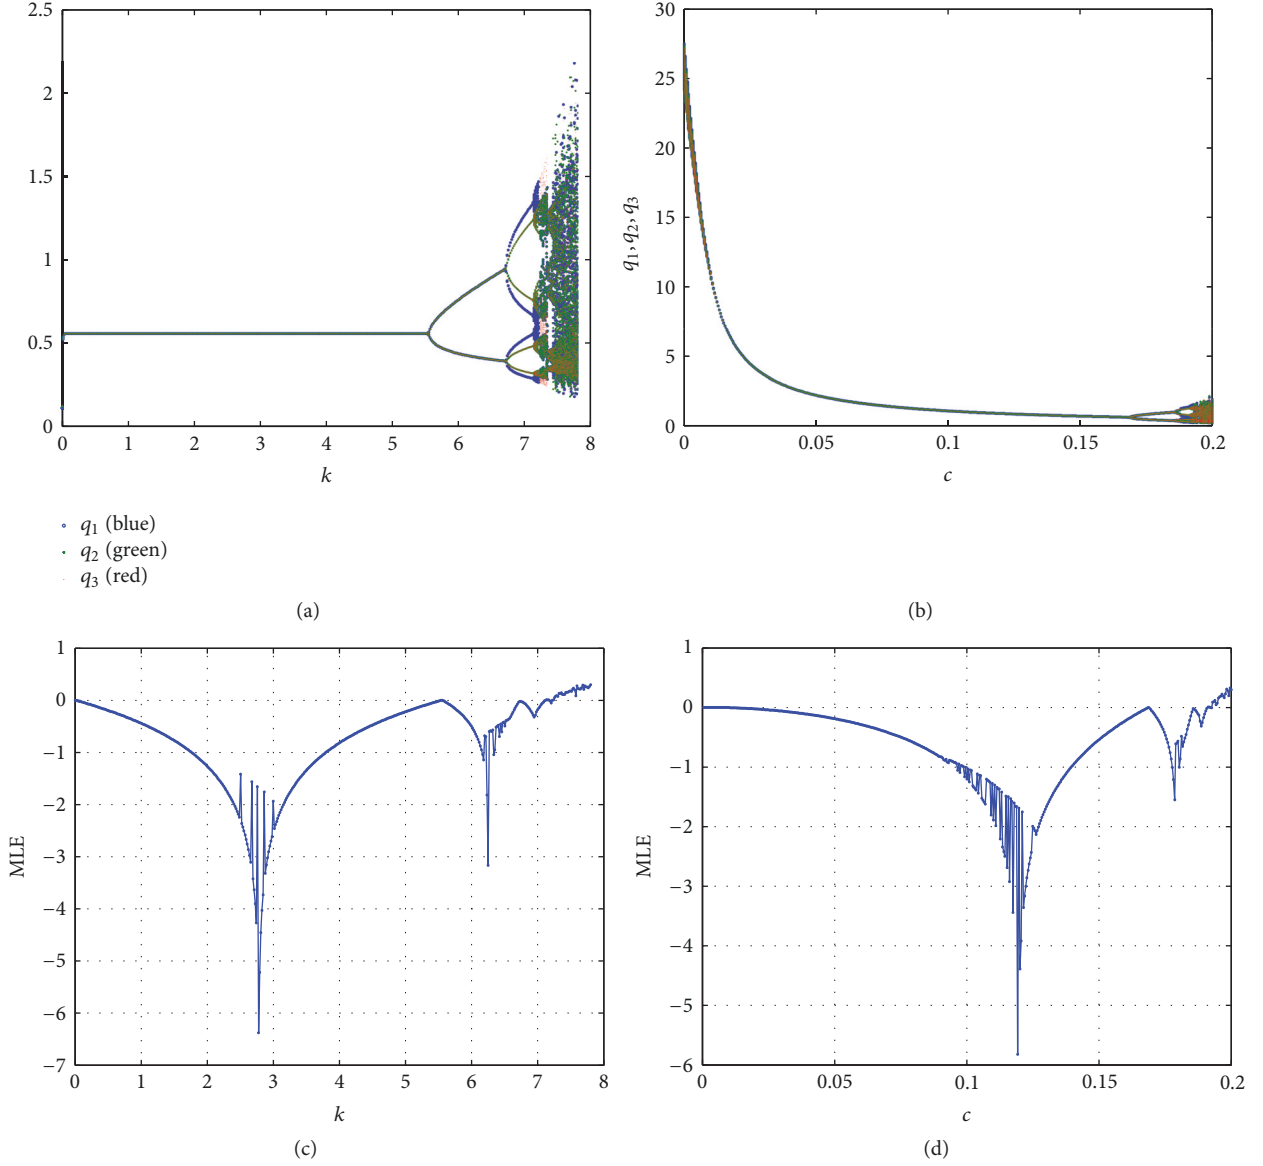 2.5
2
1.5
1
0.5
0
0 1 2 3 4 5 6 7 8
k
q1 (blue)
q2 (green)
q3 (red)
(a)
30
25
20
15
10
5
0
q1, q2, q3
0 0.05 0.1 0.15 0.2
c
(b)
1
0
−1
−2
−3
−4
−5
−6
−7
MLE
0 1 2 3 4 5 6 7 8
k
(c)
1
0
−1
−2
−3
−4
−5
−6
MLE
0 0.05 0.1 0.15 0.2
c
(d)